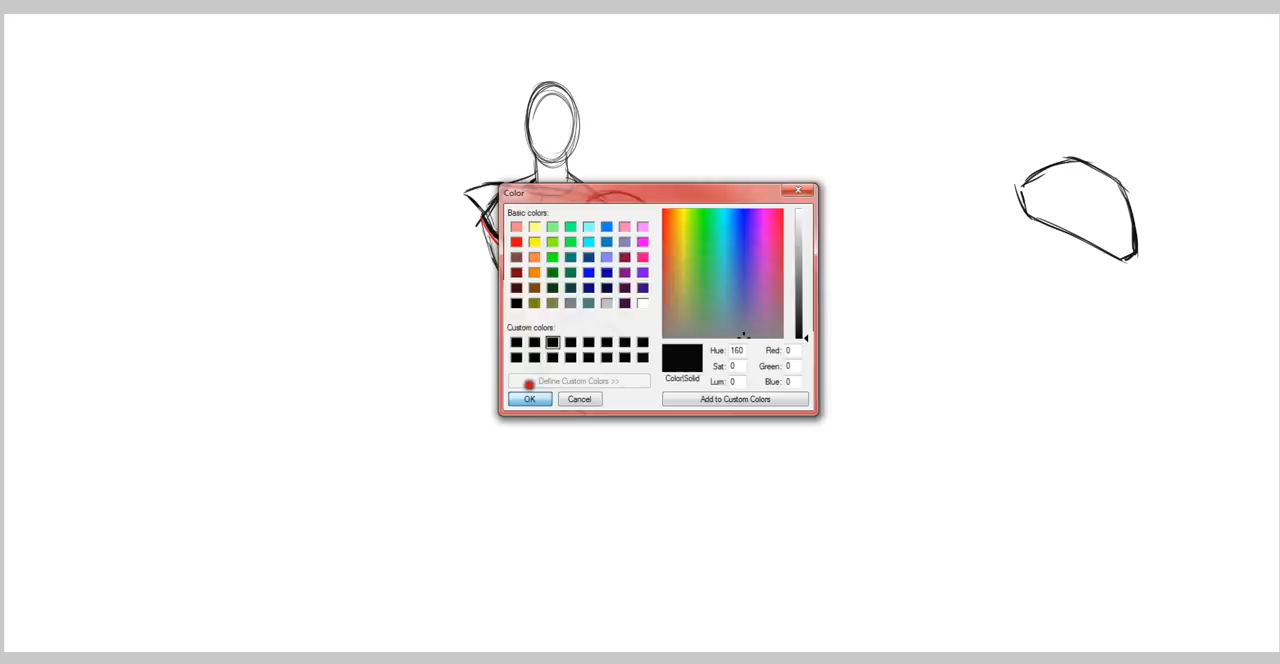 Color
Basic colors:
Custom colors:
Define Custom Colors >>
OK
Cancel
Color|Solid
Hue: 160
Sat: 0
Lum: 0
Red: 0
Green: 0
Blue: 0
Add to Custom Colors